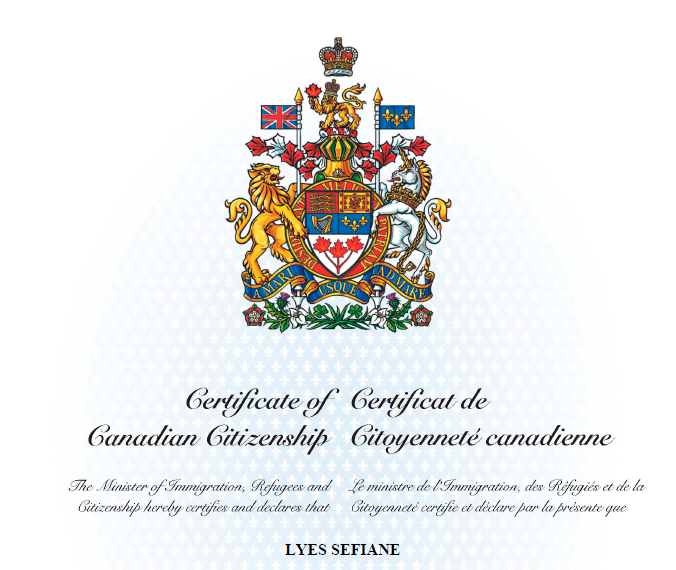 A MARI USQUE AD MARE
Certificate of Canadian Citizenship
Certificat de Citoyenneté canadienne
The Minister of Immigration, Refugees and
Citizenship hereby certifies and declares that
Le ministre de l'Immigration, des Réfugiés et de la
Citoyenneté certifie et déclare par la présente que
LYES SEFIANE